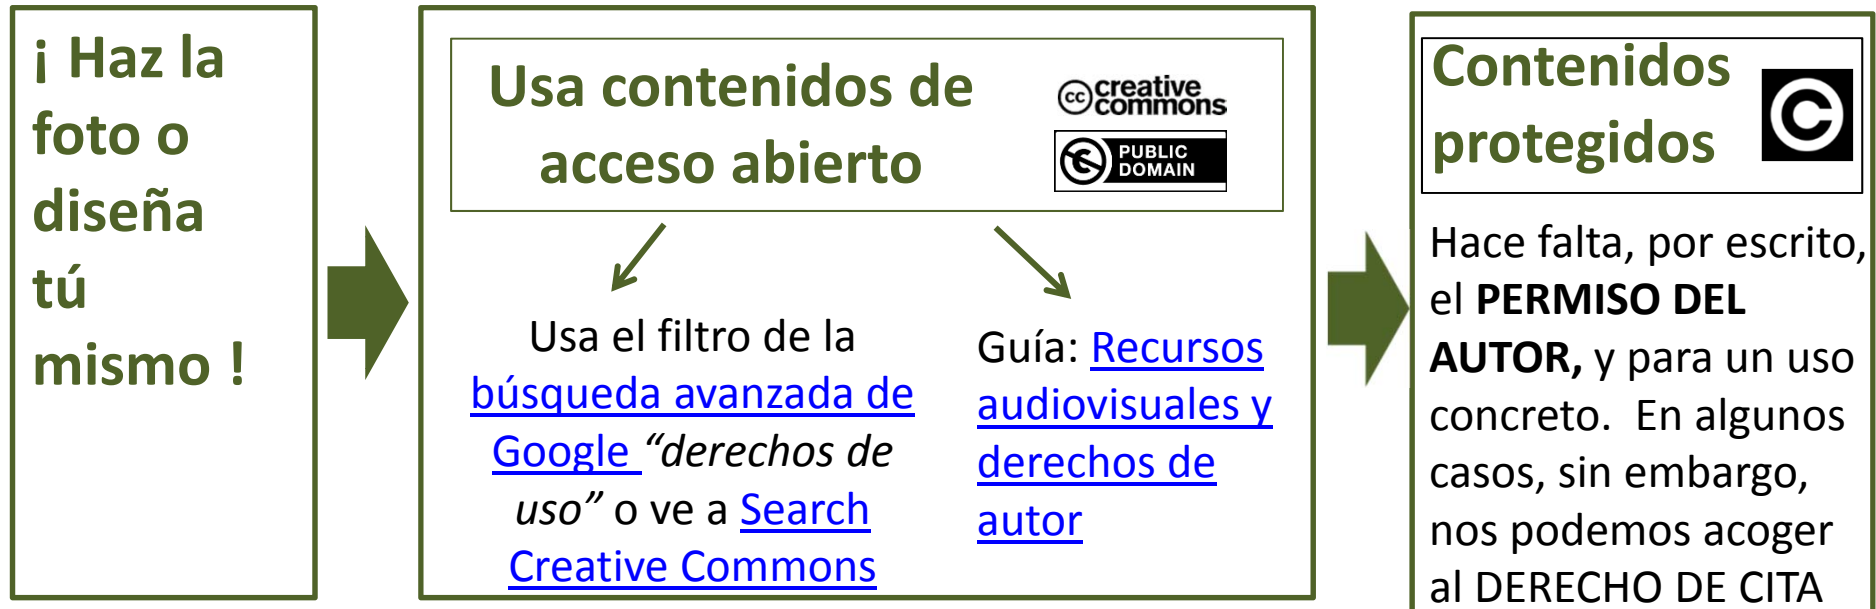 ¡ Haz la
foto o
diseña
tú
mismo !
Usa contenidos de
acceso abierto
cc creative
commons
PUBLIC
DOMAIN
Usa el filtro de la
búsqueda avanzada de
Google “derechos de
uso” o ve a Search
Creative Commons
Guía: Recursos
audiovisuales y
derechos de
autor
Contenidos
protegidos
C
Hace falta, por escrito,
el PERMISO DEL
AUTOR, y para un uso
concreto. En algunos
casos, sin embargo,
nos podemos acoger
al DERECHO DE CITA